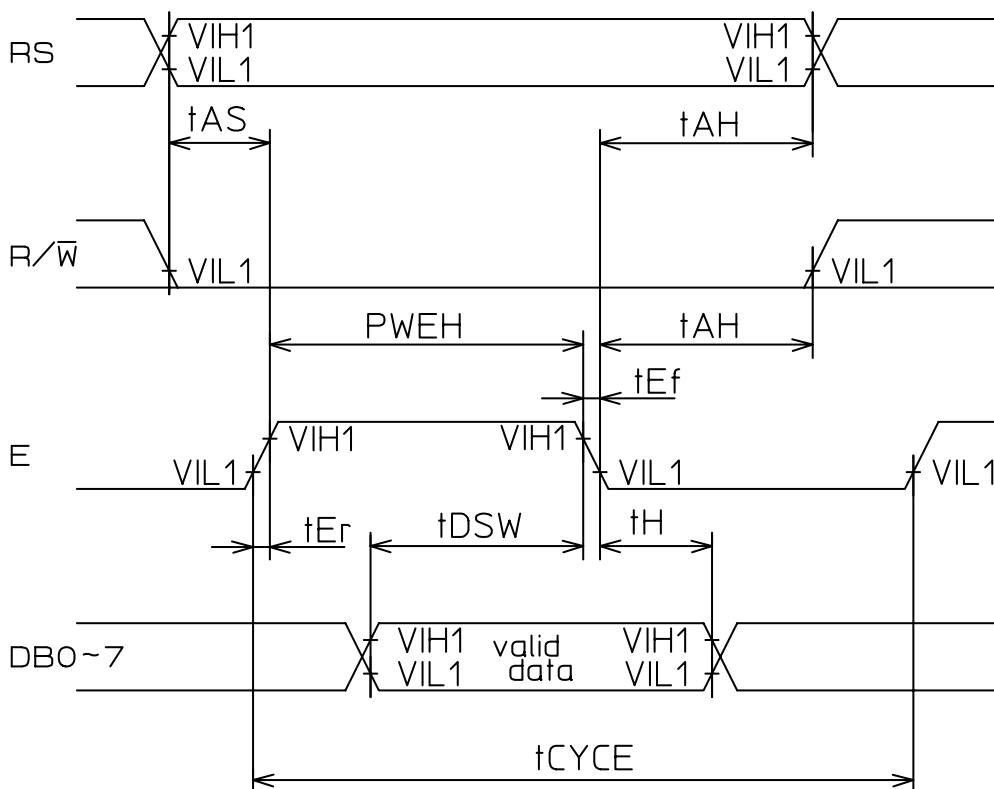 RS
VIH1
VIL1
VIH1
VIL1
tAS
tAH
R/W̅
VIL1
VIL1
PWEH
tAH
tEf
E
VIL1
VIH1
VIH1
VIL1
VIL1
tEr
tDSW
tH
DB0~7
VIH1
VIL1
valid
data
VIH1
VIL1
tCYCE